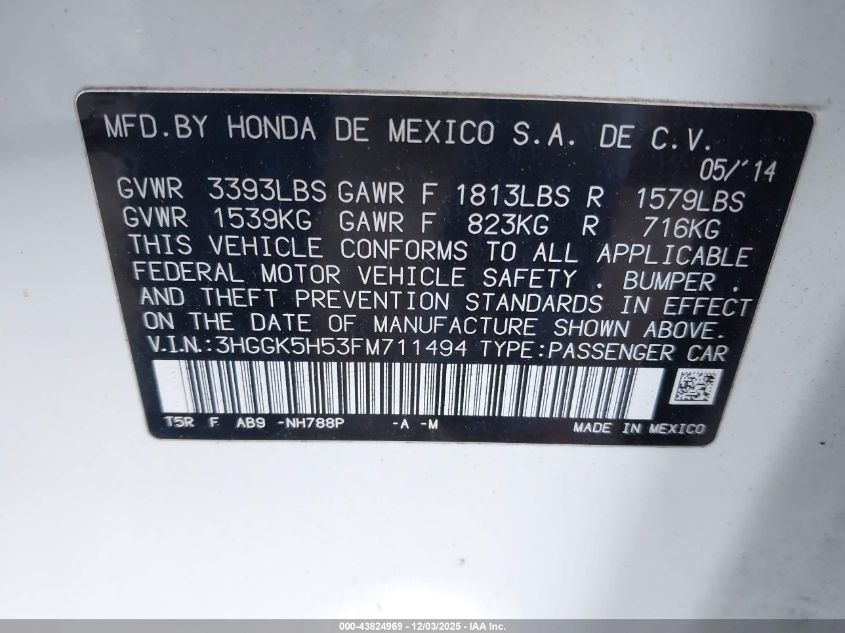 MFD.BY HONDA DE MEXICO S.A. DE C.V.
05/'14
GVWR 3393LBS GAWR F 1813LBS R 1579LBS
GVWR 1539KG GAWR F 823KG R 716KG
THIS VEHICLE CONFORMS TO ALL APPLICABLE
FEDERAL MOTOR VEHICLE SAFETY . BUMPER .
AND THEFT PREVENTION STANDARDS IN EFFECT
ON THE DATE OF MANUFACTURE SHOWN ABOVE.
V.I.N.:3HGGK5H53FM711494 TYPE:PASSENGER CAR
T5R F AB9 -NH788P -A -M MADE IN MEXICO
000-43824969 - 12/03/2025 - IAA Inc.